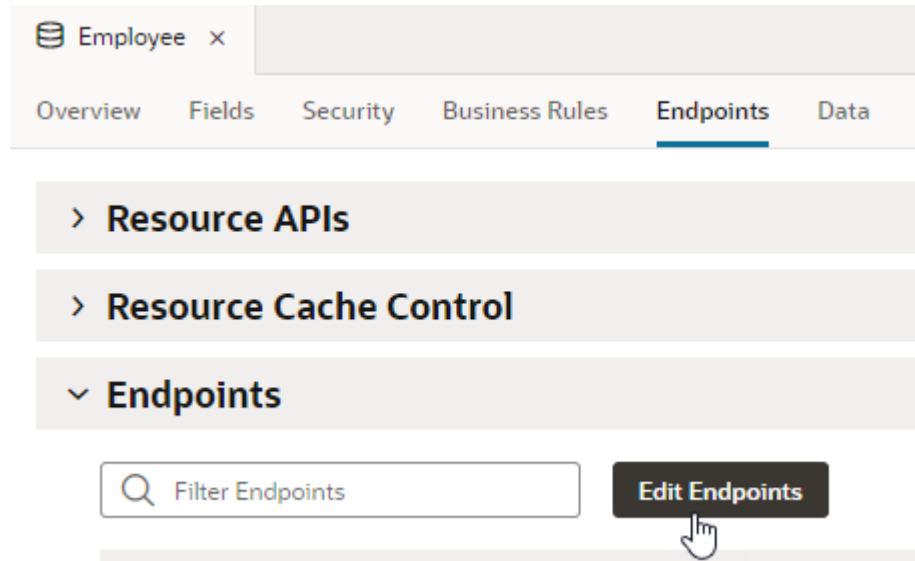 Employee ×
Overview Fields Security Business Rules Endpoints Data
Resource APIs
Resource Cache Control
Endpoints
Filter Endpoints Edit Endpoints